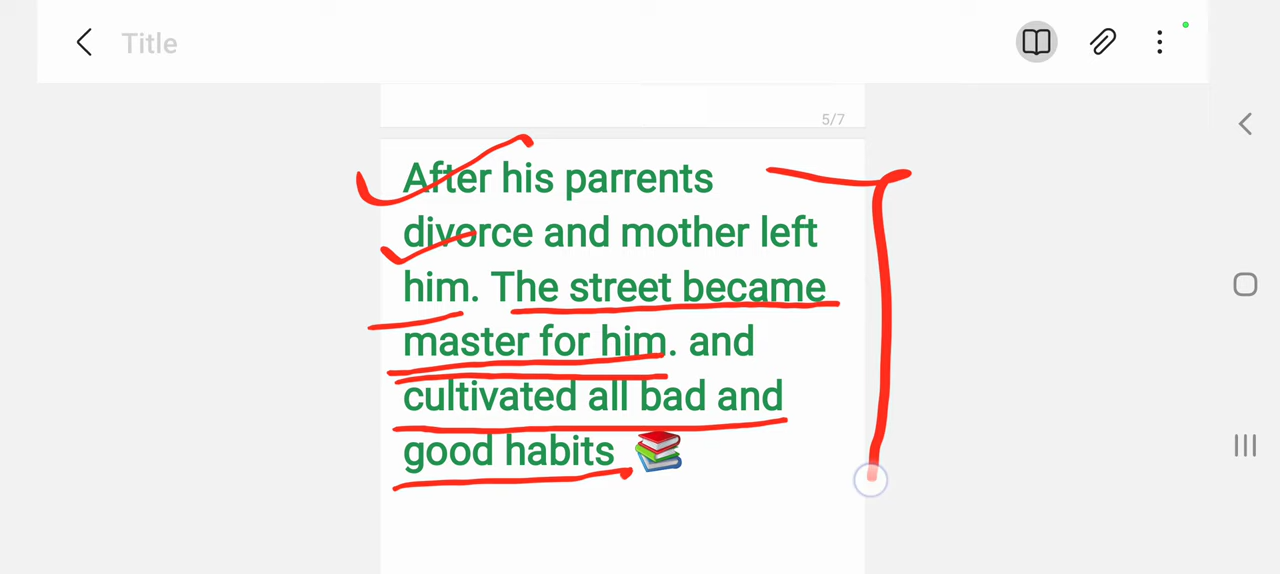 Title
5/7
After his parrents
divorce and mother left
him. The street became
master for him. and
cultivated all bad and
good habits